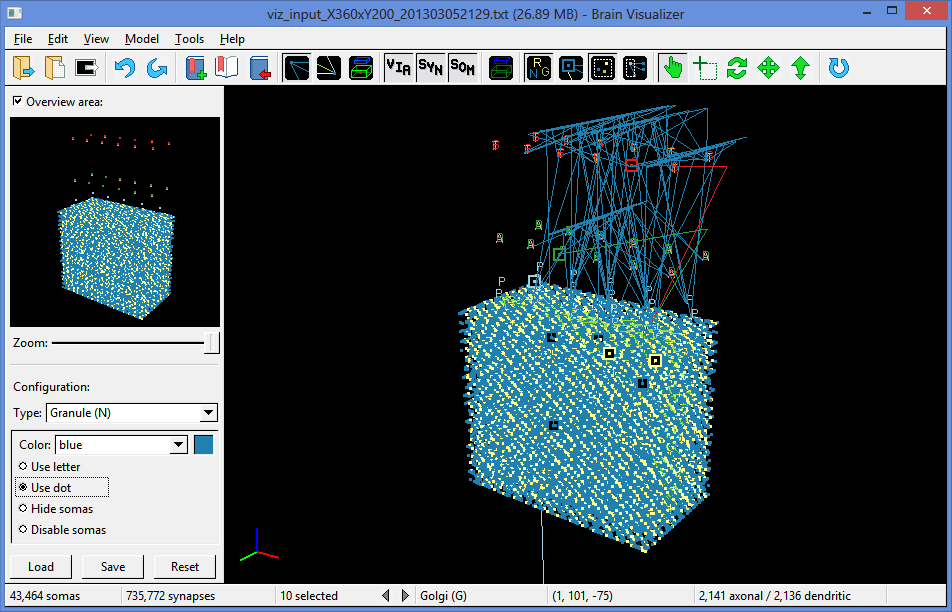 viz_input_X360xY200_201303052129.txt (26.89 MB) - Brain Visualizer
File Edit View Model Tools Help
VIA SYN SOM R N G
Overview area:
Zoom:
Configuration:
Type: Granule (N)
Color: blue
Use letter
Use dot
Hide somas
Disable somas
Load Save Reset
P
P
P
P
P
P
P
43,464 somas 735,772 synapses 10 selected Golgi (G) (1, 101, -75) 2,141 axonal / 2,136 dendritic